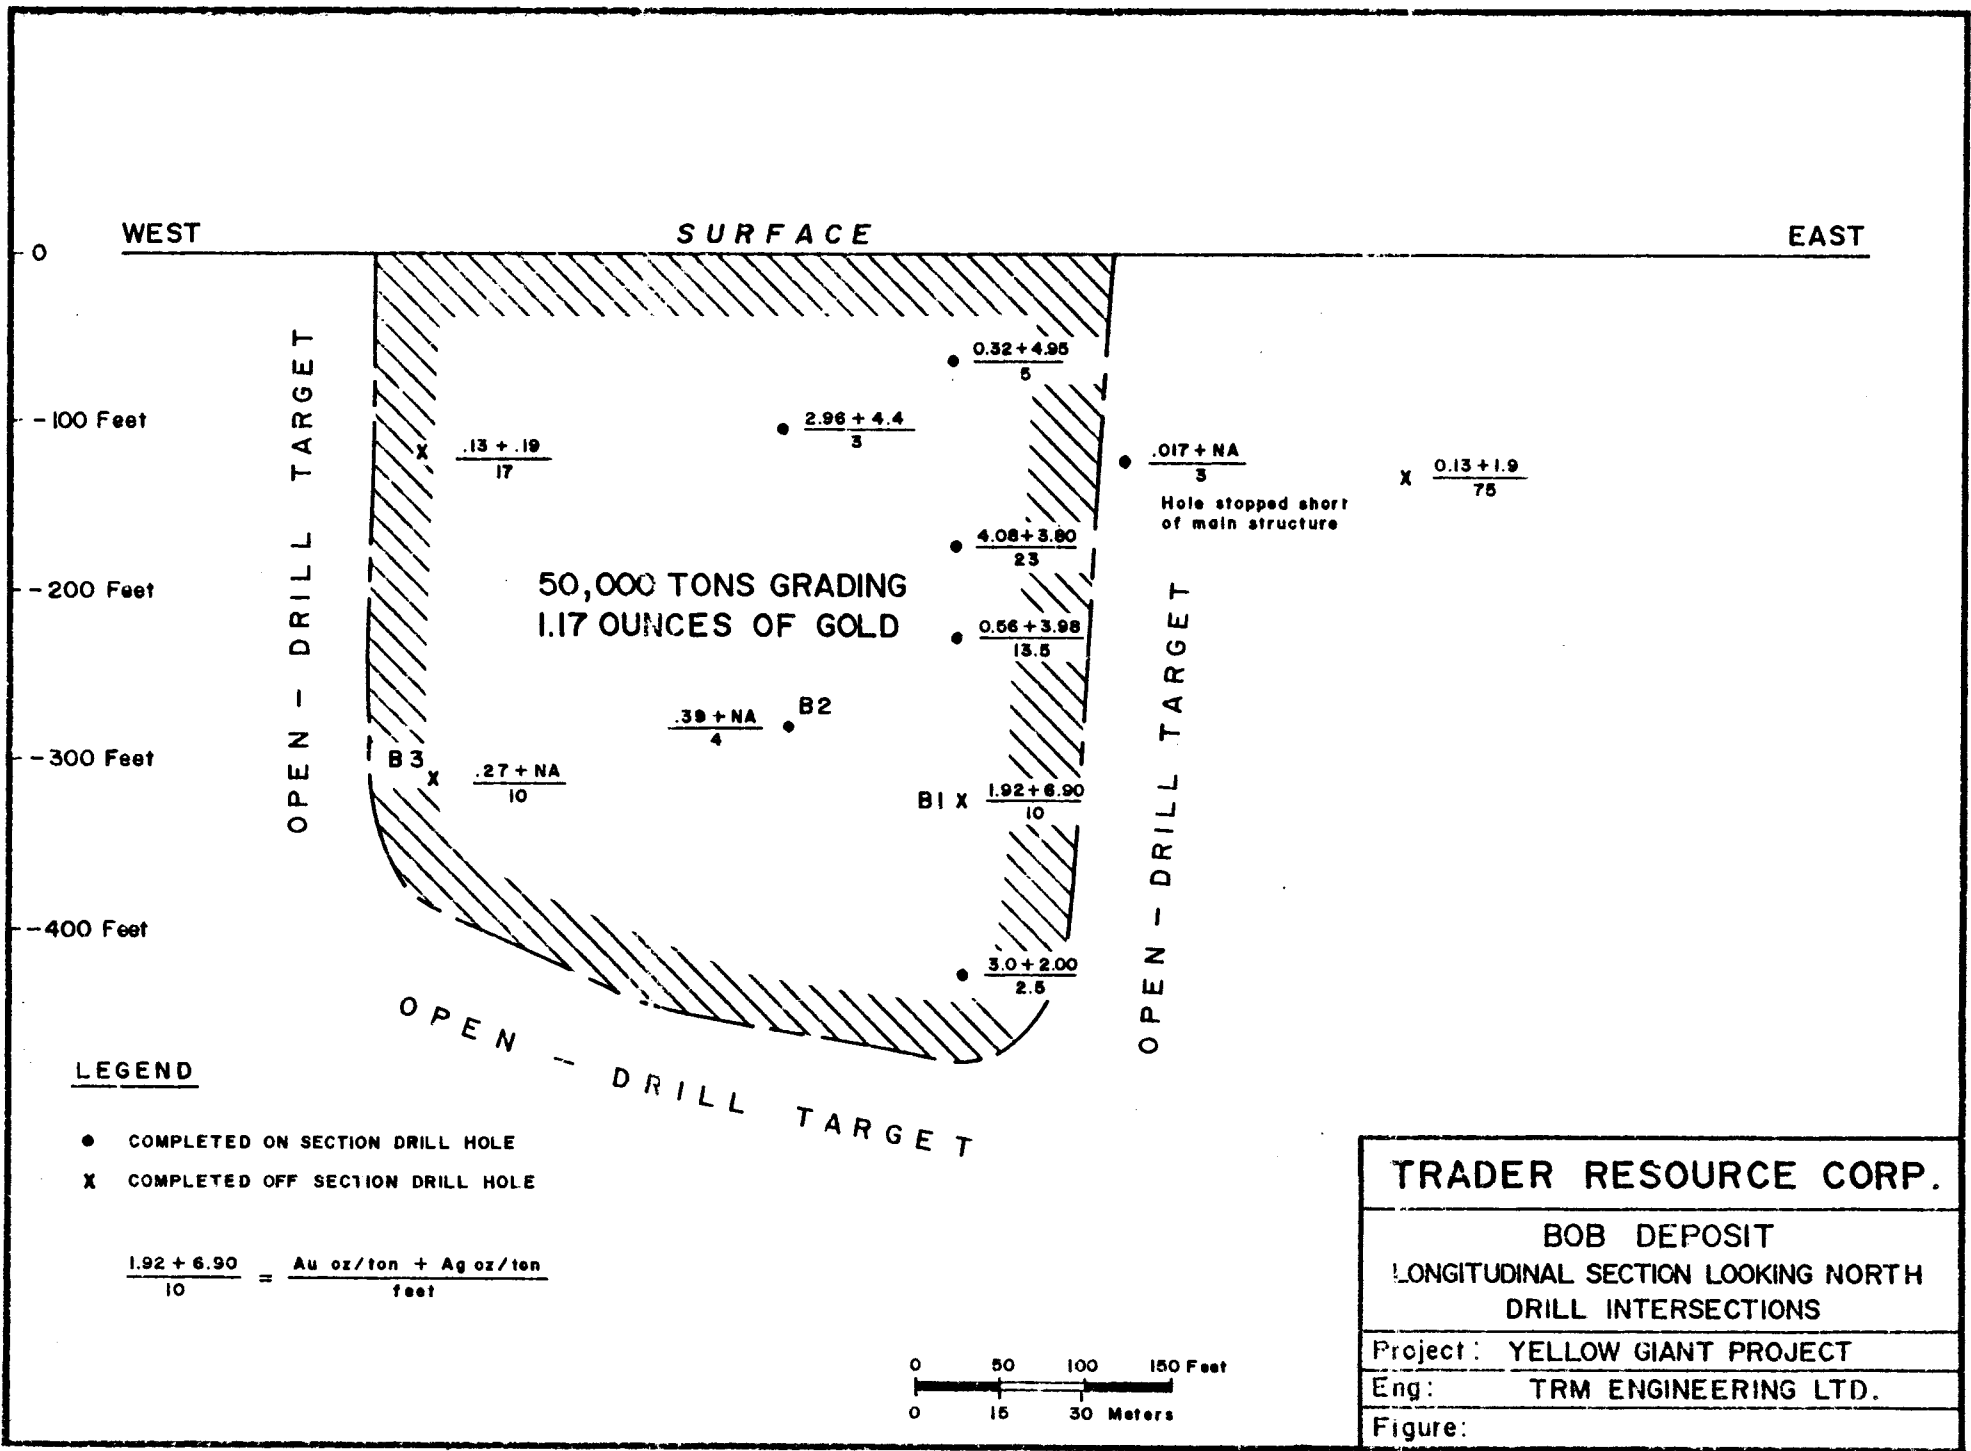 WEST
SURFACE
EAST
0
-100 Feet
-200 Feet
-300 Feet
-400 Feet
OPEN - DRILL TARGET
0.32 + 4.95
5
2.96 + 4.4
3
.13 + .19
17
.017 + NA
3
Hole stopped short
of main structure
0.13 + 1.9
75
4.08 + 3.80
23
50,000 TONS GRADING
1.17 OUNCES OF GOLD
0.56 + 3.98
13.5
B2
.39 + NA
4
B3
.27 + NA
10
B1
1.92 + 6.90
10
3.0 + 2.00
2.5
OPEN - DRILL TARGET
OPEN - DRILL TARGET
LEGEND
● COMPLETED ON SECTION DRILL HOLE
X COMPLETED OFF SECTION DRILL HOLE
1.92 + 6.90 = Au oz/ton + Ag oz/ton
10 feet
0 50 100 150 Feet
0 15 30 Meters
TRADER RESOURCE CORP.
BOB DEPOSIT
LONGITUDINAL SECTION LOOKING NORTH
DRILL INTERSECTIONS
Project: YELLOW GIANT PROJECT
Eng: TRM ENGINEERING LTD.
Figure: